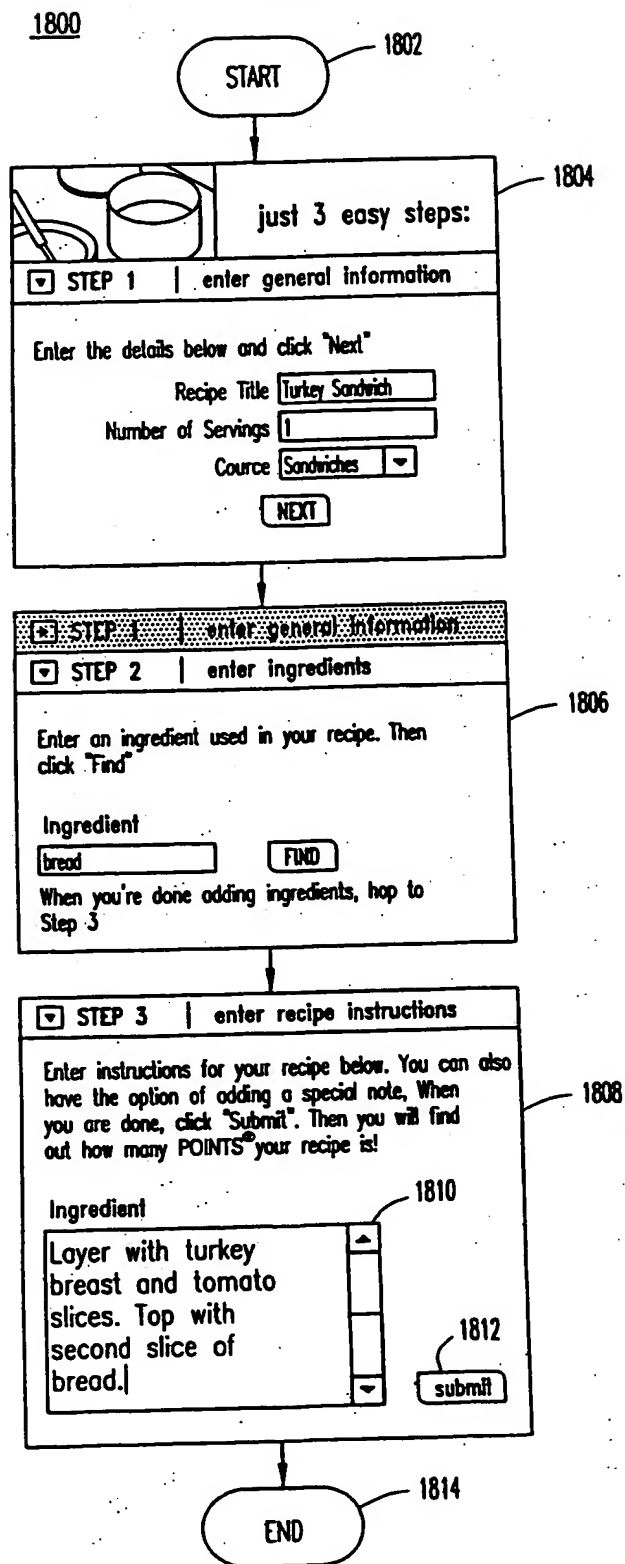 1800
1802
START
1804
just 3 easy steps:
STEP 1 | enter general information
Enter the details below and click "Next"
Recipe Title Turkey Sandwich
Number of Servings 1
Cource Sandwiches
NEXT
STEP 1 | enter general information
STEP 2 | enter ingredients
1806
Enter an ingredient used in your recipe. Then
click "Find"
Ingredient
bread FIND
When you're done adding ingredients, hop to
Step 3
STEP 3 | enter recipe instructions
Enter instructions for your recipe below. You can also
have the option of adding a special note, When
1808
you are done, click "Submit". Then you will find
out how many POINTS® your recipe is!
1810
Ingredient
Layer with turkey
breast and tomato
slices. Top with
second slice of
bread.
1812
submit
1814
END